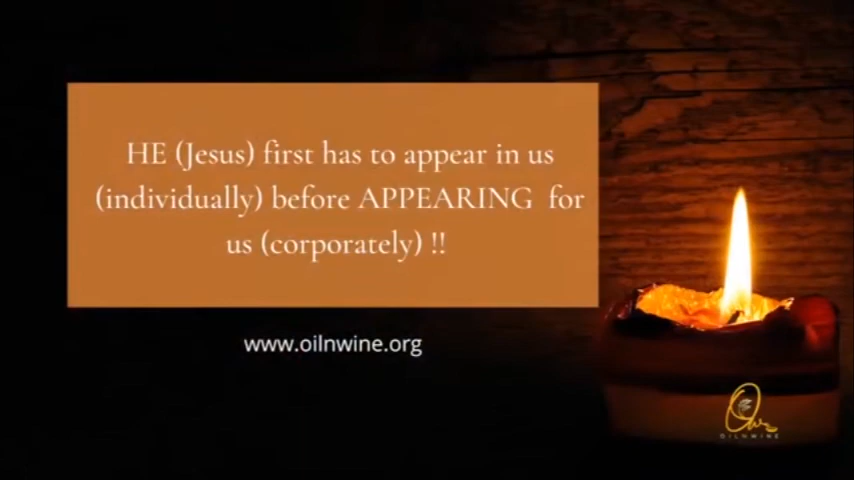 HE (Jesus) first has to appear in us
(individually) before APPEARING for
us (corporately) !!
www.oilnwine.org
OILNWINE